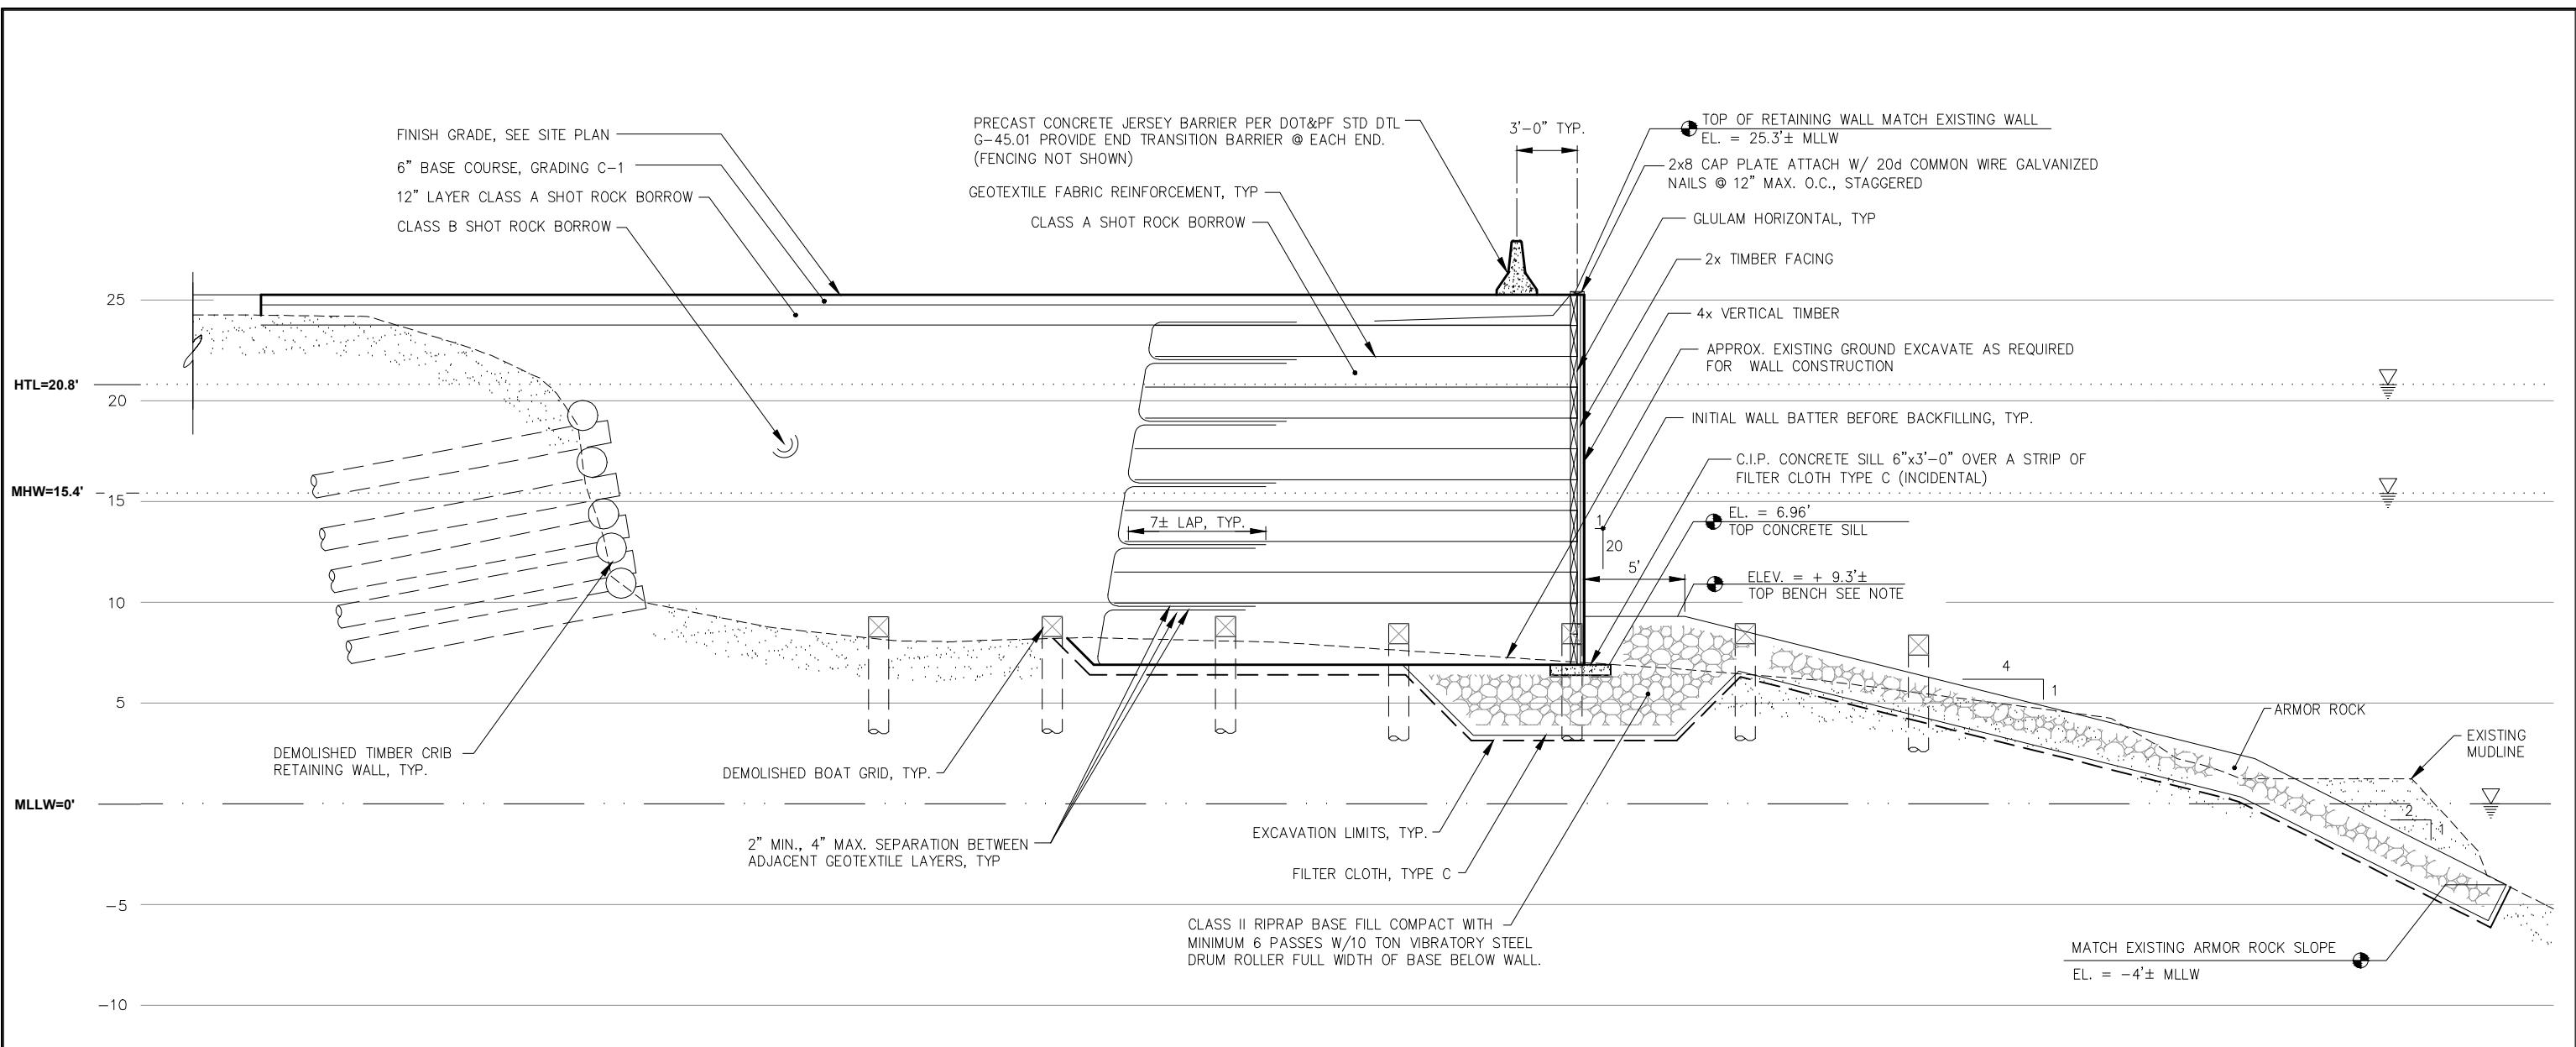 FINISH GRADE, SEE SITE PLAN
6" BASE COURSE, GRADING C-1
12" LAYER CLASS A SHOT ROCK BORROW
CLASS B SHOT ROCK BORROW
PRECAST CONCRETE JERSEY BARRIER PER DOT&PF STD DTL
G-45.01 PROVIDE END TRANSITION BARRIER @ EACH END.
(FENCING NOT SHOWN)
GEOTEXTILE FABRIC REINFORCEMENT, TYP
CLASS A SHOT ROCK BORROW
3'-0" TYP.
TOP OF RETAINING WALL MATCH EXISTING WALL
EL. = 25.3'± MLLW
2x8 CAP PLATE ATTACH W/ 20d COMMON WIRE GALVANIZED
NAILS @ 12" MAX. O.C., STAGGERED
GLULAM HORIZONTAL, TYP
2x TIMBER FACING
4x VERTICAL TIMBER
APPROX. EXISTING GROUND EXCAVATE AS REQUIRED
FOR WALL CONSTRUCTION
INITIAL WALL BATTER BEFORE BACKFILLING, TYP.
C.I.P. CONCRETE SILL 6"x3'-0" OVER A STRIP OF
FILTER CLOTH TYPE C (INCIDENTAL)
EL. = 6.96'
TOP CONCRETE SILL
ELEV. = + 9.3'±
TOP BENCH SEE NOTE
25
HTL=20.8'
20
MHW=15.4'
15
10
5
MLLW=0'
-5
-10
7± LAP, TYP.
1
20
5'
4
1
ARMOR ROCK
EXISTING
MUDLINE
2
1
DEMOLISHED TIMBER CRIB
RETAINING WALL, TYP.
DEMOLISHED BOAT GRID, TYP.
2" MIN., 4" MAX. SEPARATION BETWEEN
ADJACENT GEOTEXTILE LAYERS, TYP
EXCAVATION LIMITS, TYP.
FILTER CLOTH, TYPE C
CLASS II RIPRAP BASE FILL COMPACT WITH
MINIMUM 6 PASSES W/10 TON VIBRATORY STEEL
DRUM ROLLER FULL WIDTH OF BASE BELOW WALL.
MATCH EXISTING ARMOR ROCK SLOPE
EL. = -4'± MLLW